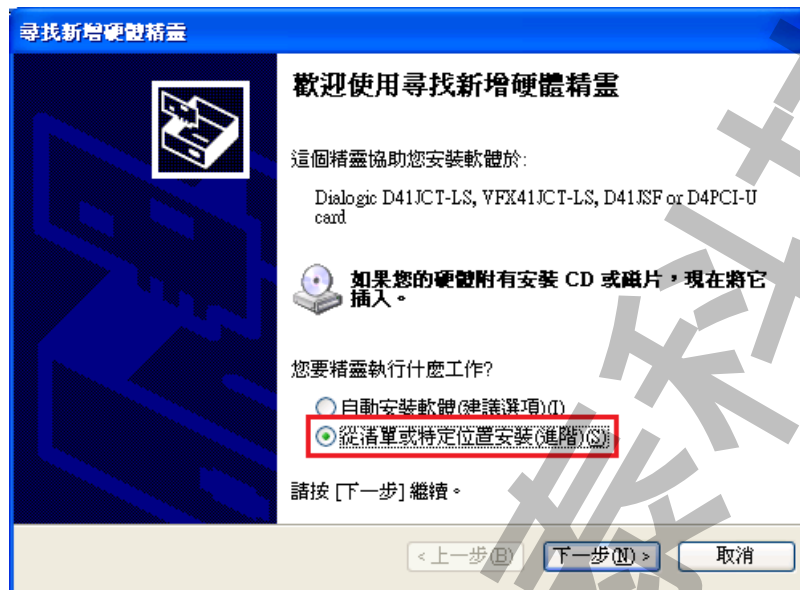 尋找新增硬體精靈
歡迎使用尋找新增硬體精靈
這個精靈協助您安裝軟體於:
Dialogic D41JCT-LS, VFX41JCT-LS, D41JSF or D4PCI-U
card
如果您的硬體附有安裝 CD 或磁片，現在將它
插入。
您要精靈執行什麼工作?
自動安裝軟體(建議選項)(I)
從清單或特定位置安裝(進階)(S)
請按 [下一步] 繼續。
< 上一步(B)
下一步(N) >
取消